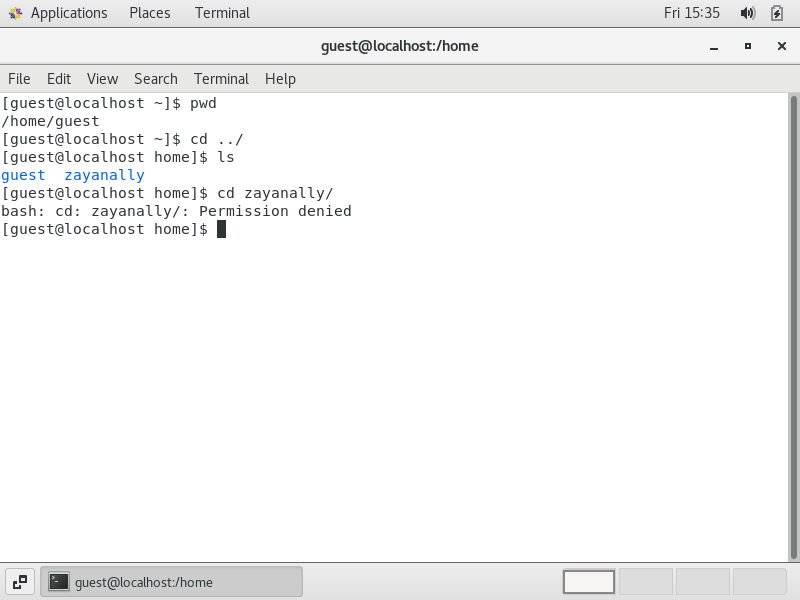 Applications Places Terminal Fri 15:35
guest@localhost:/home
File Edit View Search Terminal Help
[guest@localhost ~]$ pwd
/home/guest
[guest@localhost ~]$ cd ../
[guest@localhost home]$ ls
guest  zayanally
[guest@localhost home]$ cd zayanally/
bash: cd: zayanally/: Permission denied
[guest@localhost home]$
guest@localhost:/home